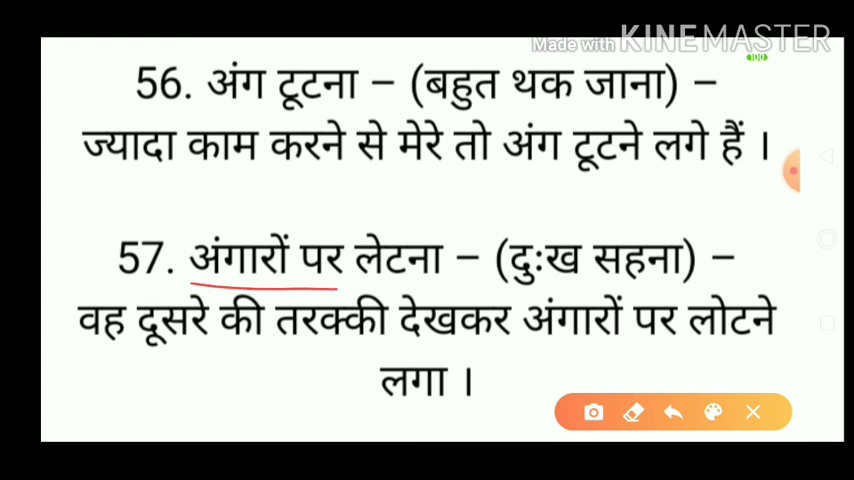 Made with KINEMASTER
100
56. अंग टूटना – (बहुत थक जाना) –
ज्यादा काम करने से मेरे तो अंग टूटने लगे हैं ।
57. अंगारों पर लेटना – (दुःख सहना) –
वह दूसरे की तरक्की देखकर अंगारों पर लोटने
लगा ।